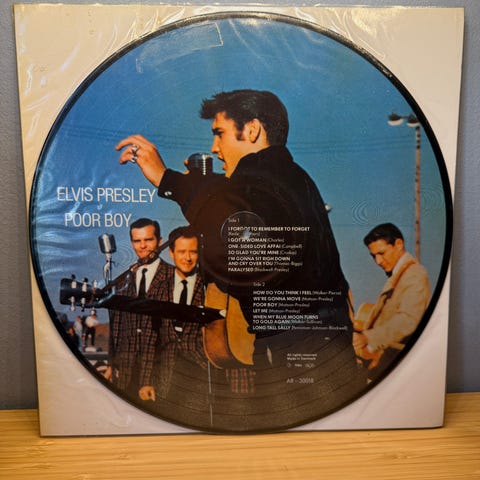 ELVIS PRESLEY
POOR BOY
Side 1
I FORGOT TO REMEMBER TO FORGET
I GOT A WOMAN (Charles)
ONE-SIDED LOVE AFFAI (Campbell)
SO GLAD YOU'RE MINE (Crudup)
I'M GONNA SIT RIGH DOWN
AND CRY OVER YOU (Thomas-Biggs)
PARALYSED (Blackwell-Presley)
Side 2
HOW DO YOU THINK I FEEL (Walker-Pierce)
WE'RE GONNA MOVE (Matson-Presley)
POOR BOY (Matson-Presley)
LET ME (Matson-Presley)
WHEN MY BLUE MOON TURNS
TO GOLD AGAIN (Walker-Sullivan)
LONG TALL SALLY (Penniman-Johnson-Blackwell)
All rights reserved
Made in Denmark
AR - 30018